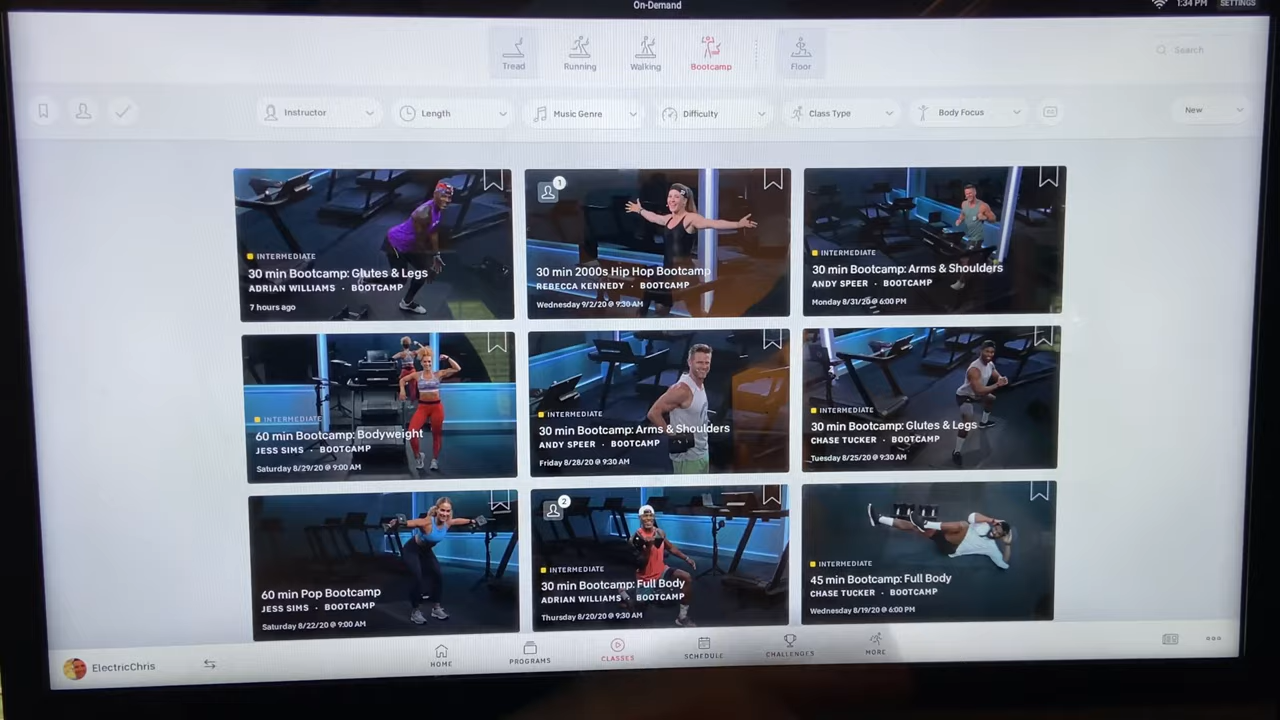 On-Demand
1:34 PM
SETTINGS
Tread
Running
Walking
Bootcamp
Floor
Search
Instructor
Length
Music Genre
Difficulty
Class Type
Body Focus
CC
New
INTERMEDIATE
30 min Bootcamp: Glutes & Legs
ADRIAN WILLIAMS · BOOTCAMP
7 hours ago
1
30 min 2000s Hip Hop Bootcamp
REBECCA KENNEDY · BOOTCAMP
Wednesday 9/2/20 @ 9:30 AM
INTERMEDIATE
30 min Bootcamp: Arms & Shoulders
ANDY SPEER · BOOTCAMP
Monday 8/31/20 @ 6:00 PM
INTERMEDIATE
60 min Bootcamp: Bodyweight
JESS SIMS · BOOTCAMP
Saturday 8/29/20 @ 9:00 AM
INTERMEDIATE
30 min Bootcamp: Arms & Shoulders
ANDY SPEER · BOOTCAMP
Friday 8/28/20 @ 9:30 AM
INTERMEDIATE
30 min Bootcamp: Glutes & Legs
CHASE TUCKER · BOOTCAMP
Tuesday 8/25/20 @ 9:30 AM
60 min Pop Bootcamp
JESS SIMS · BOOTCAMP
Saturday 8/22/20 @ 9:00 AM
2
INTERMEDIATE
30 min Bootcamp: Full Body
ADRIAN WILLIAMS · BOOTCAMP
Thursday 8/20/20 @ 9:30 AM
INTERMEDIATE
45 min Bootcamp: Full Body
CHASE TUCKER · BOOTCAMP
Wednesday 8/19/20 @ 6:00 PM
ElectricChris
HOME
PROGRAMS
CLASSES
SCHEDULE
CHALLENGES
MORE